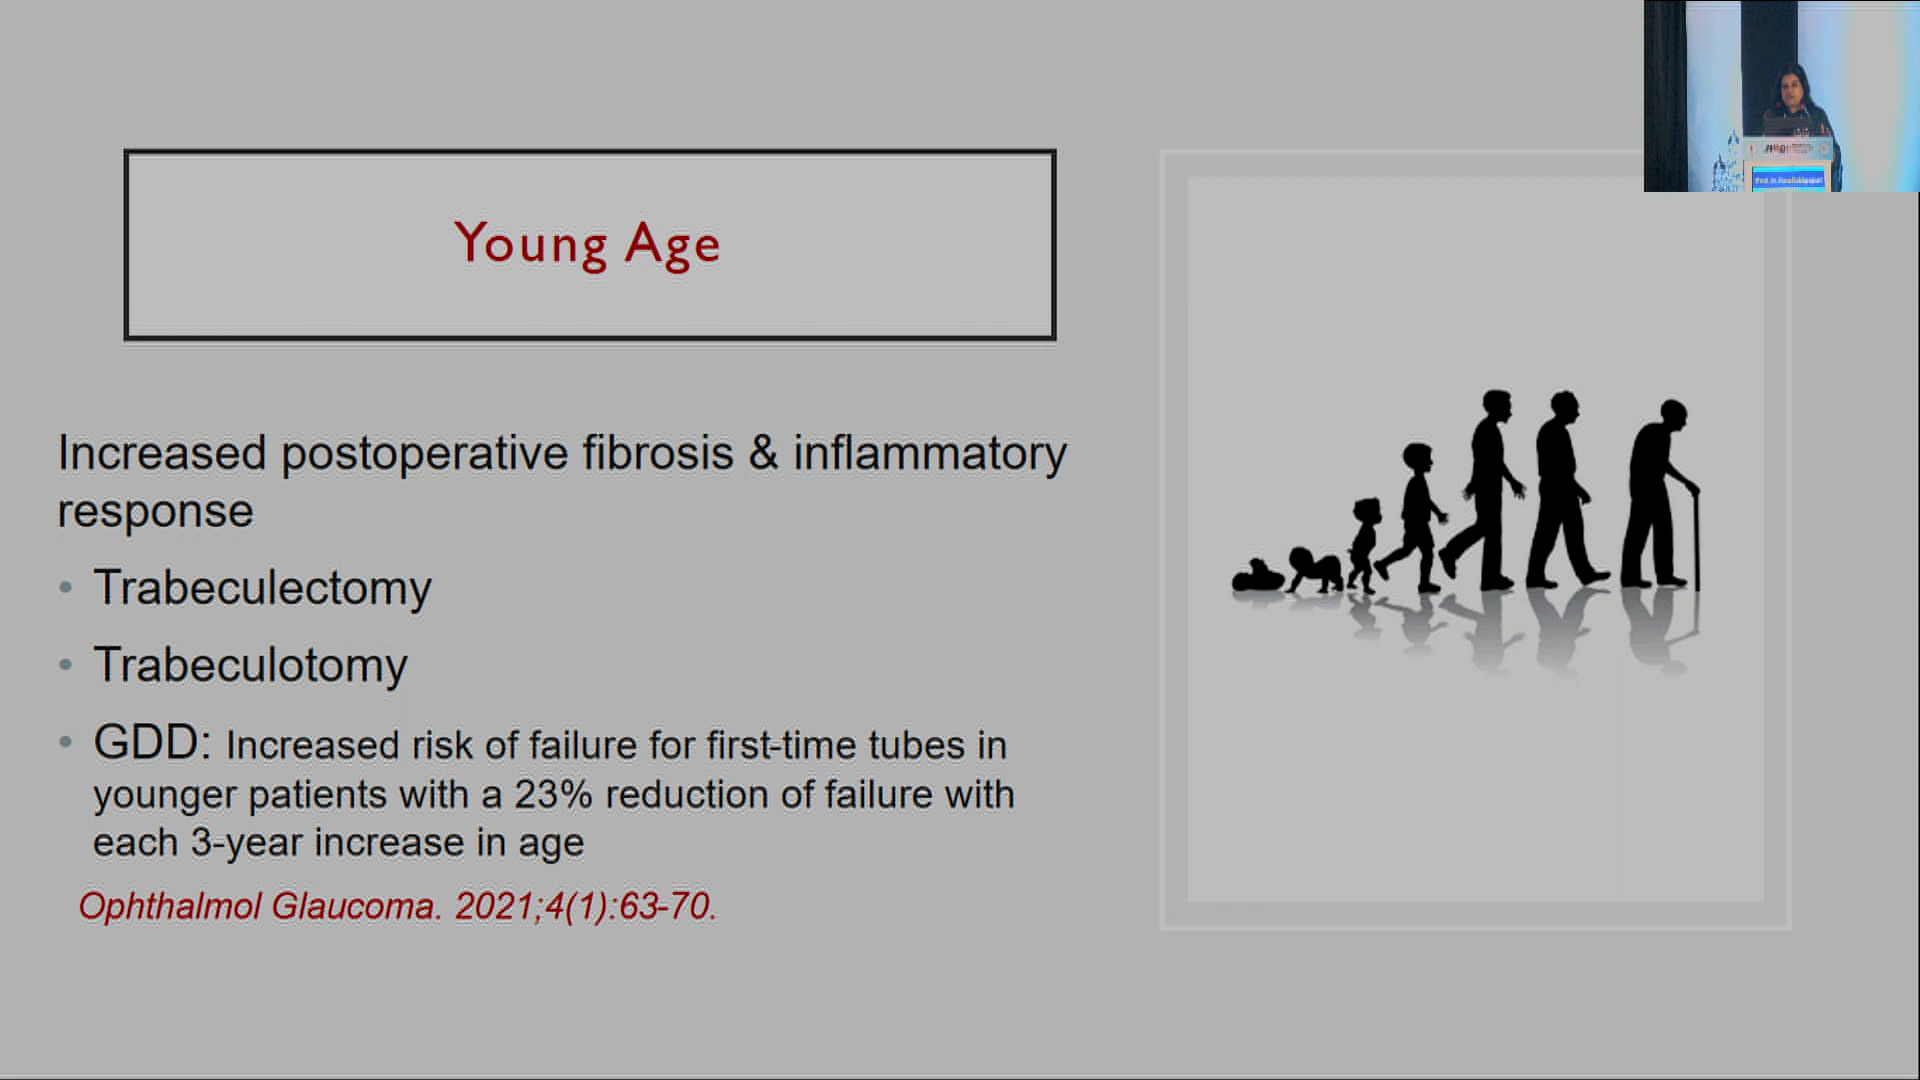 Young Age
Increased postoperative fibrosis & inflammatory
response
• Trabeculectomy
• Trabeculotomy
• GDD: Increased risk of failure for first-time tubes in
younger patients with a 23% reduction of failure with
each 3-year increase in age
Ophthalmol Glaucoma. 2021;4(1):63-70.